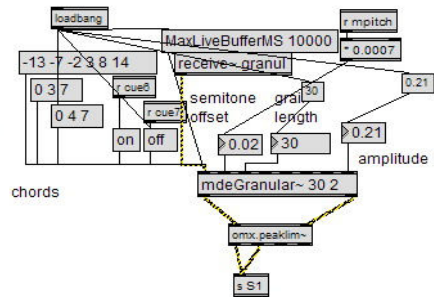 loadbang
r mpitch
MaxLiveBufferMS 10000
* 0.0007
-13 -7 -2 3 8 14
receive~ granul
0 3 7
r cue6
semitone offset
30
grain length
0.21
0 4 7
r cue7
on
off
0.02
30
0.21
amplitude
chords
mdeGranular~ 30 2
omx.peaklim~
s S1